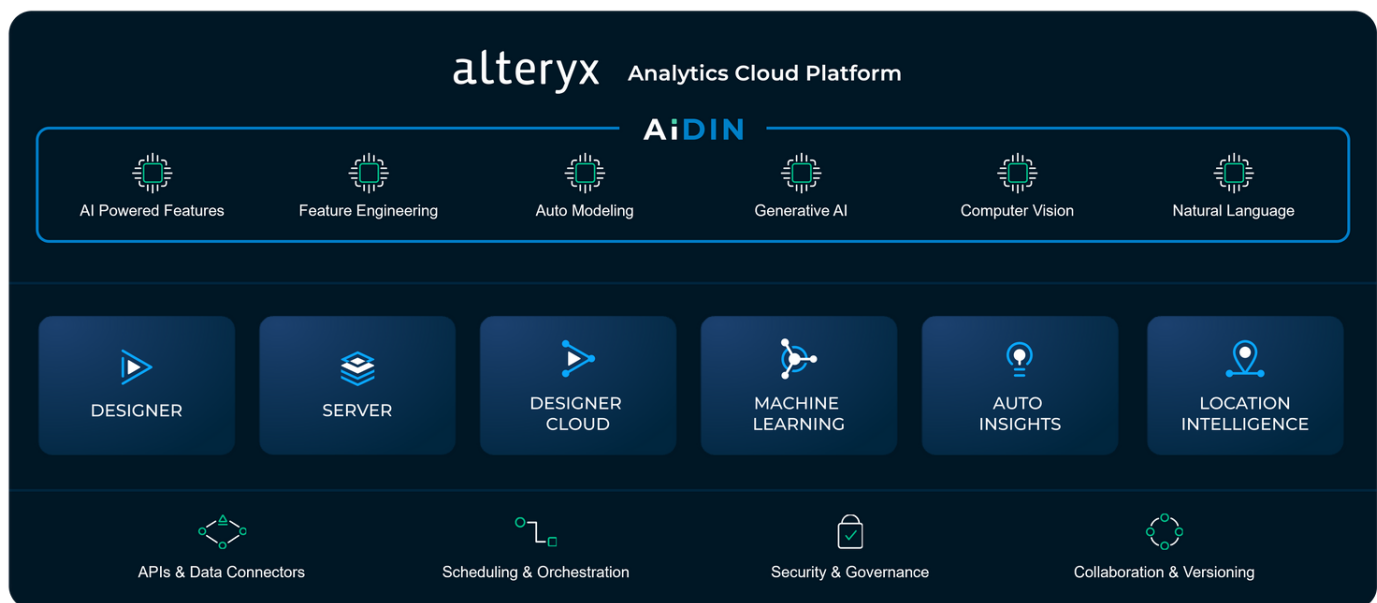 alteryx Analytics Cloud Platform
AiDIN
AI Powered Features
Feature Engineering
Auto Modeling
Generative AI
Computer Vision
Natural Language
DESIGNER
SERVER
DESIGNER
CLOUD
MACHINE
LEARNING
AUTO
INSIGHTS
LOCATION
INTELLIGENCE
APIs & Data Connectors
Scheduling & Orchestration
Security & Governance
Collaboration & Versioning